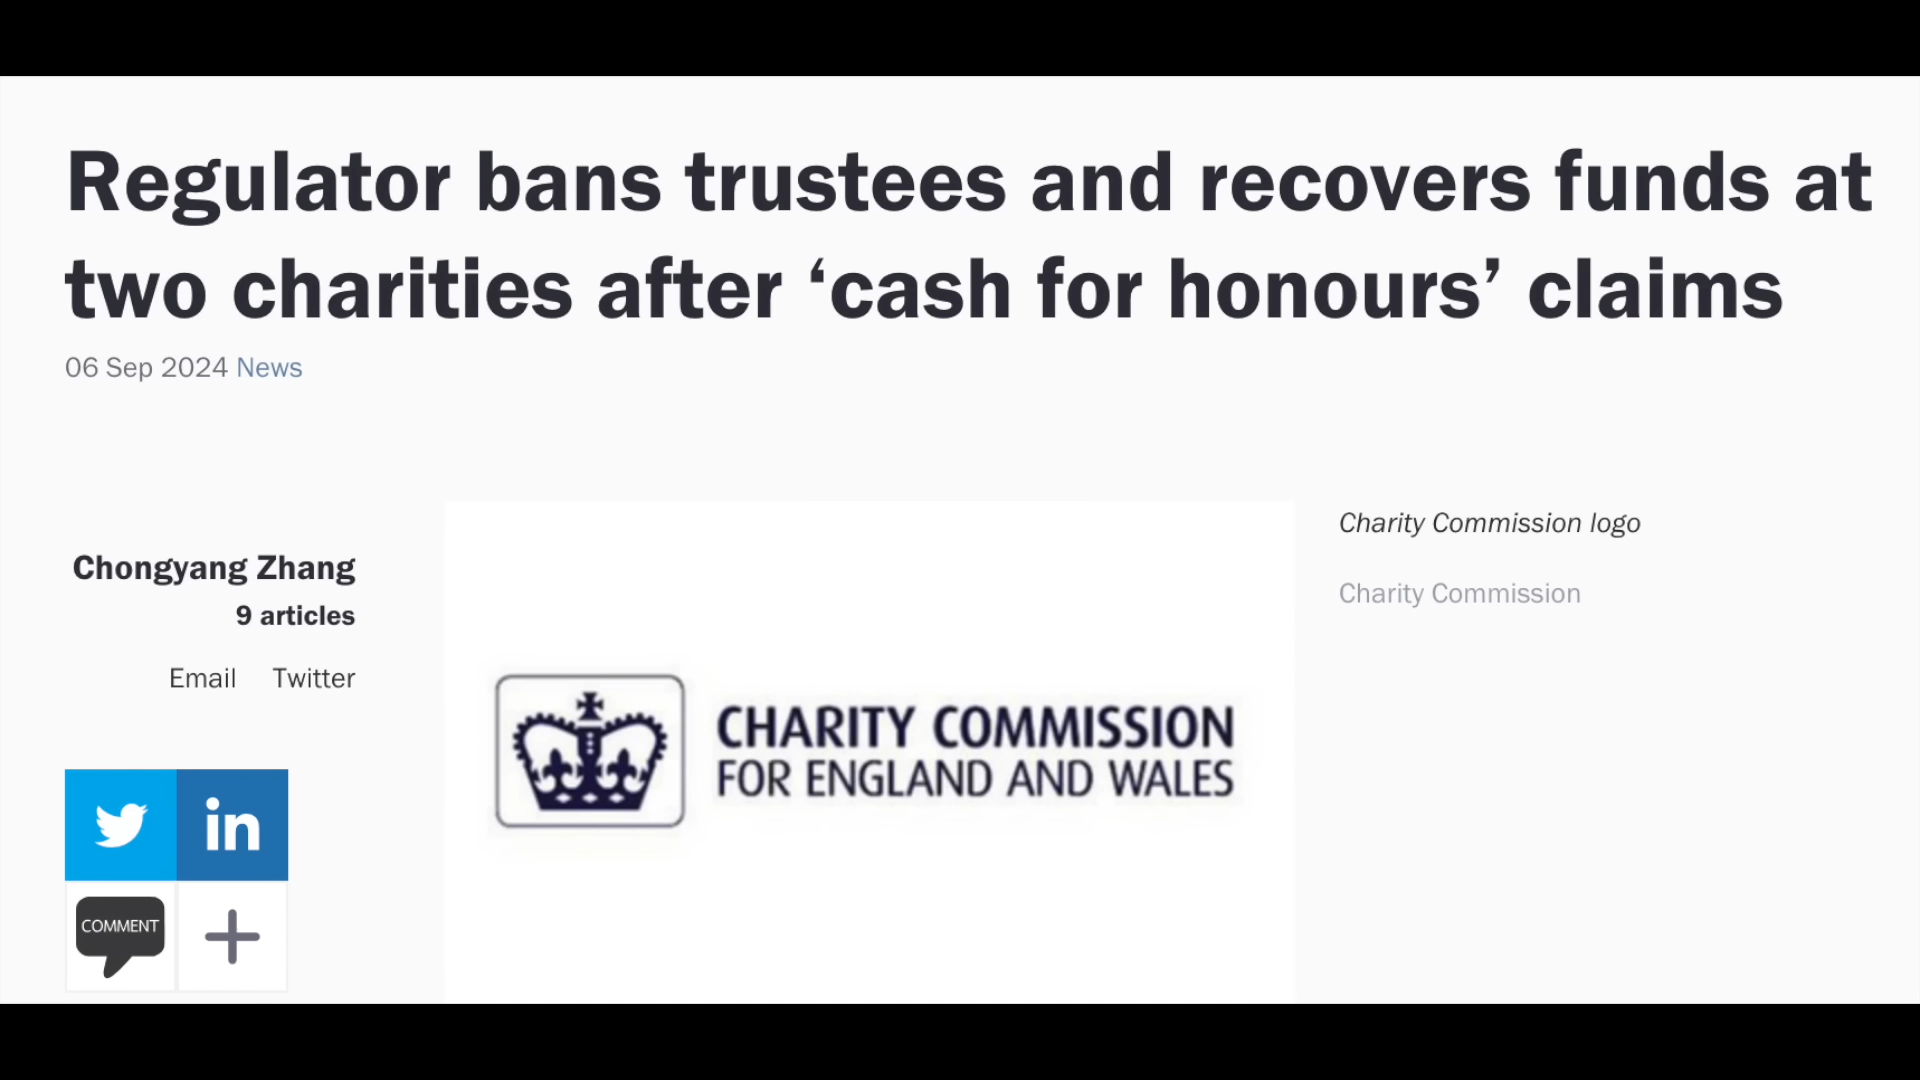 Regulator bans trustees and recovers funds at
two charities after ‘cash for honours’ claims
06 Sep 2024 News
Chongyang Zhang
9 articles
Email Twitter
in
COMMENT
CHARITY COMMISSION
FOR ENGLAND AND WALES
Charity Commission logo
Charity Commission